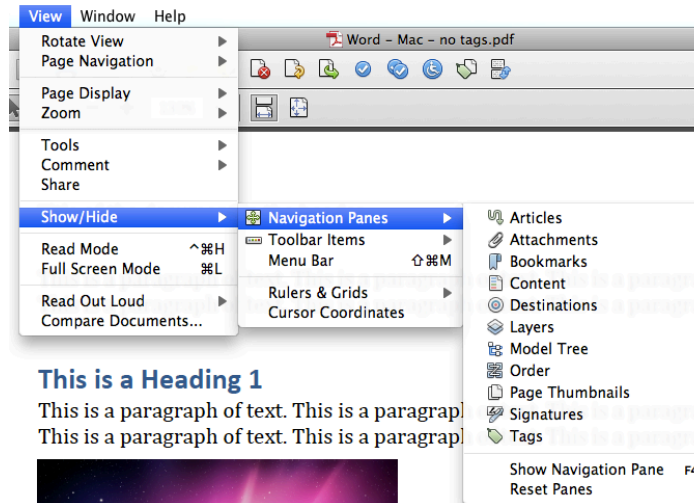 View Window Help
Word – Mac – no tags.pdf
Rotate View
Page Navigation
Page Display
Zoom
Tools
Comment
Share
Show/Hide
Read Mode ^⌘H
Full Screen Mode ⌘L
Read Out Loud
Compare Documents...
Navigation Panes
Toolbar Items
Menu Bar ⇧⌘M
Rulers & Grids
Cursor Coordinates
Articles
Attachments
Bookmarks
Content
Destinations
Layers
Model Tree
Order
Page Thumbnails
Signatures
Tags
Show Navigation Pane F4
Reset Panes
This is a Heading 1
This is a paragraph of text. This is a paragraph
This is a paragraph of text. This is a paragraph